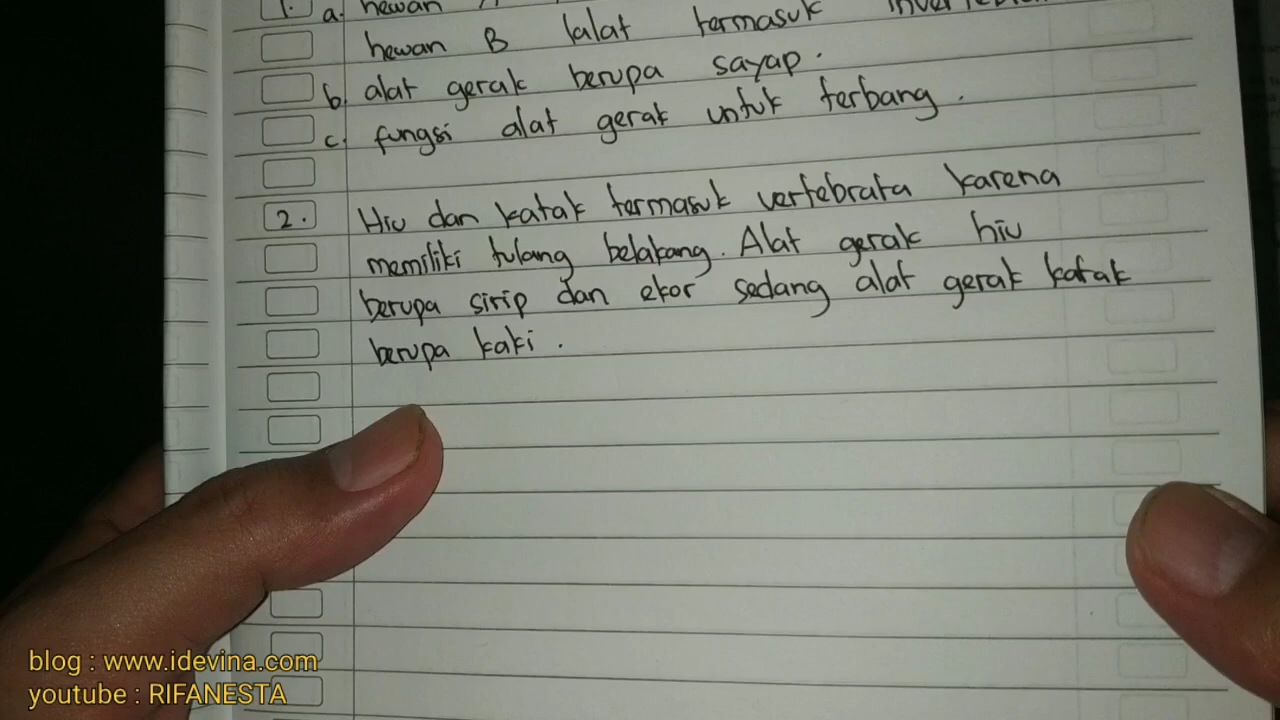 1. a. hewan
hewan B lalat termasuk
b. alat gerak berupa sayap.
c. fungsi alat gerak untuk terbang.
2. Hiu dan katak termasuk vertebrata karena
memiliki tulang belakang. Alat gerak hiu
berupa sirip dan ekor sedang alat gerak katak
berupa kaki.
blog : www.idevina.com
youtube : RIFANESTA